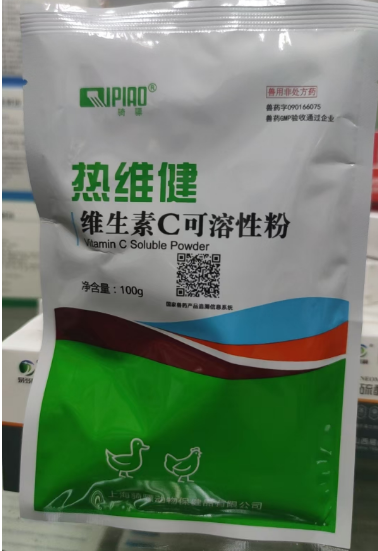 QIPIAO®
兽用非处方药
兽药字090166075
兽药GMP验收通过企业
热维健
维生素C可溶性粉
Vitamin C Soluble Powder
净含量：100g
国家兽药产品追溯信息系统